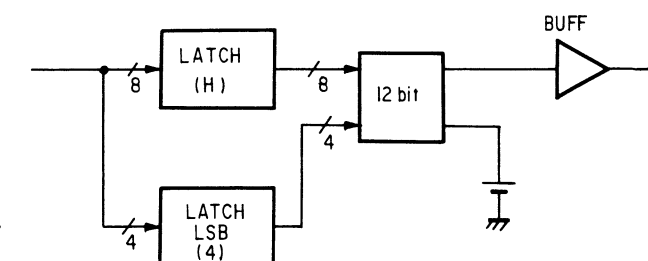 BUFF
LATCH
(H)
8
8
12 bit
4
LATCH
LSB
(4)
4